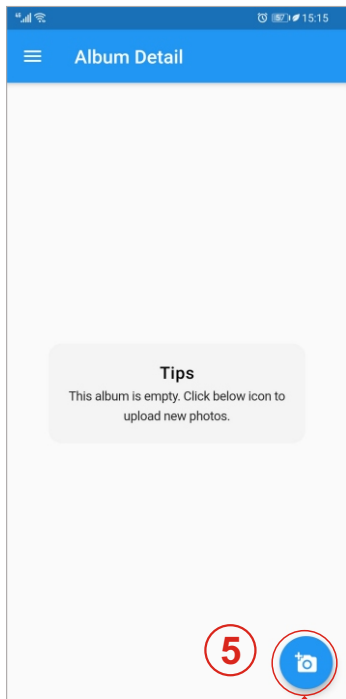 15:15
Album Detail
Tips
This album is empty. Click below icon to
upload new photos.
5